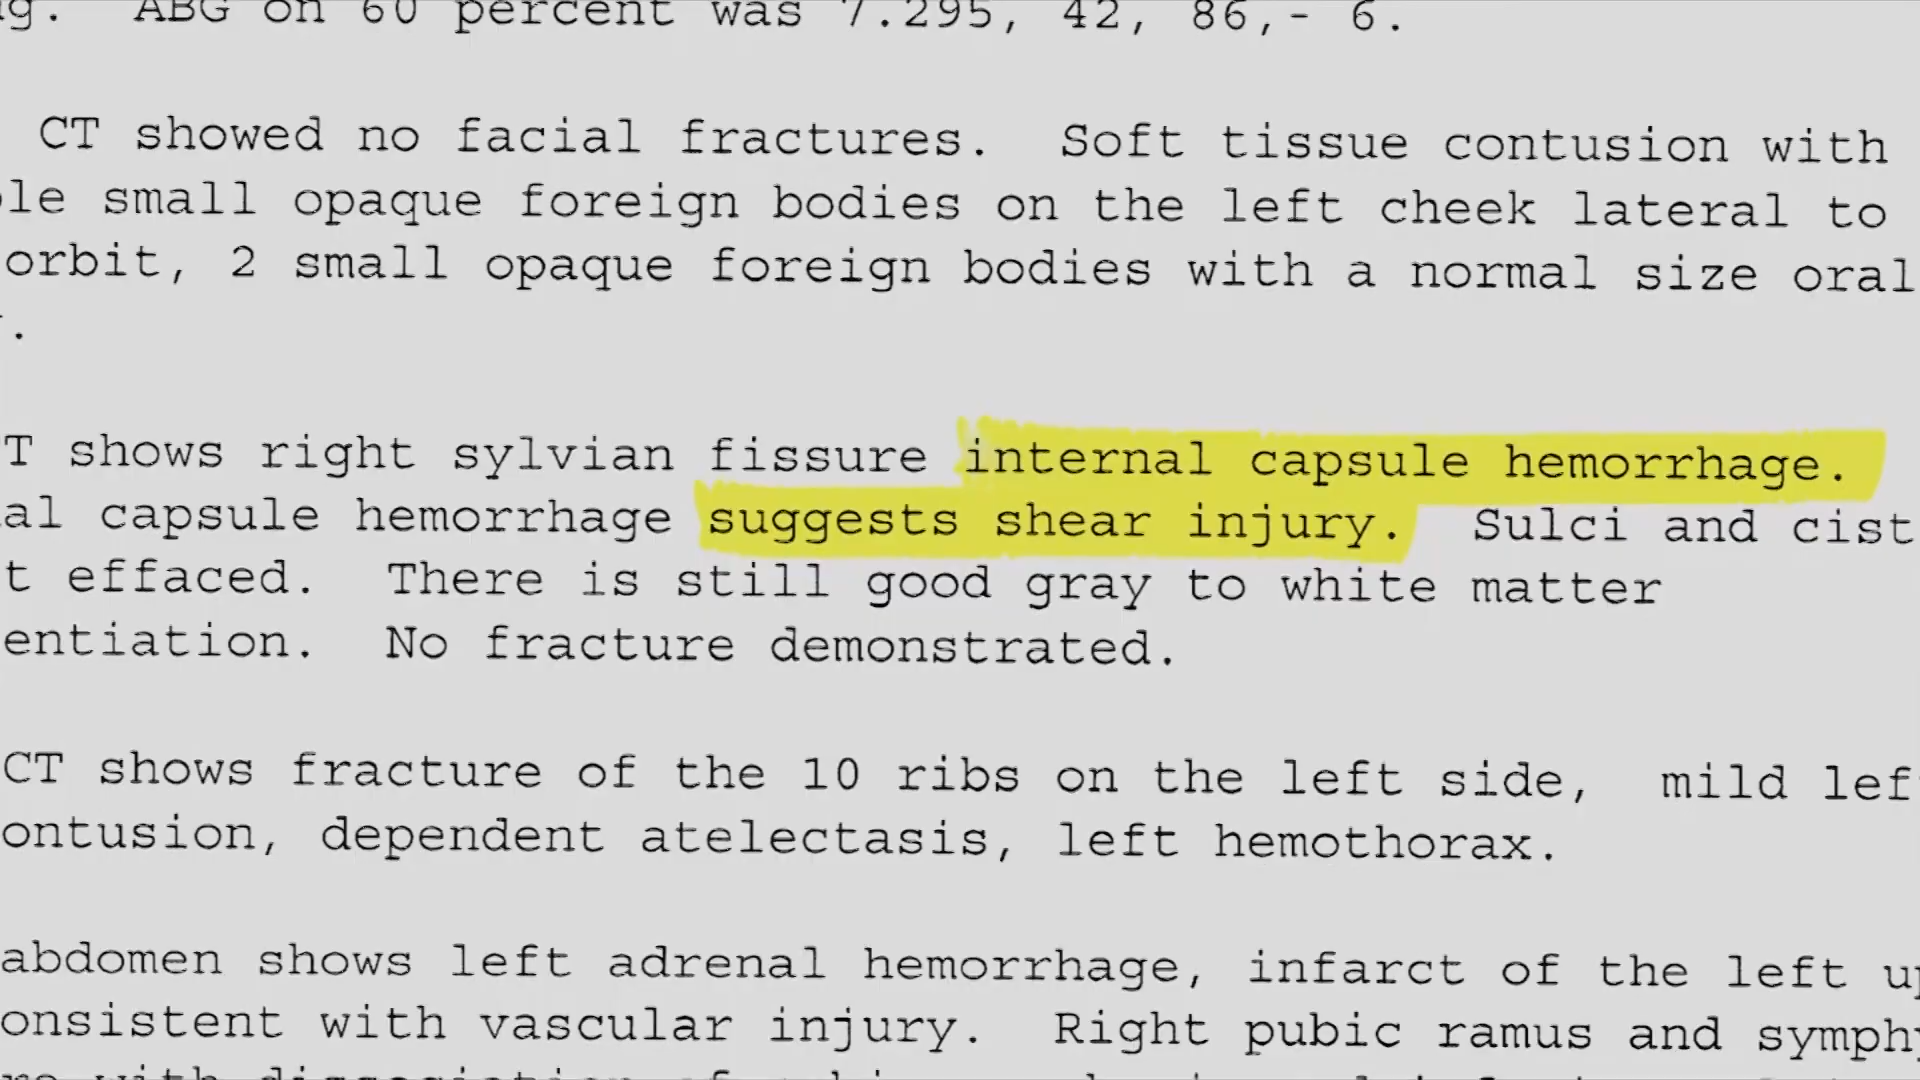 ABG on 60 percent was 7.295, 42, 86,- 6.
CT showed no facial fractures. Soft tissue contusion with
small opaque foreign bodies on the left cheek lateral to
orbit, 2 small opaque foreign bodies with a normal size oral
.
T shows right sylvian fissure internal capsule hemorrhage.
al capsule hemorrhage suggests shear injury. Sulci and cist
t effaced. There is still good gray to white matter
entiation. No fracture demonstrated.
CT shows fracture of the 10 ribs on the left side, mild lef
ontusion, dependent atelectasis, left hemothorax.
abdomen shows left adrenal hemorrhage, infarct of the left
onsistent with vascular injury. Right pubic ramus and symph